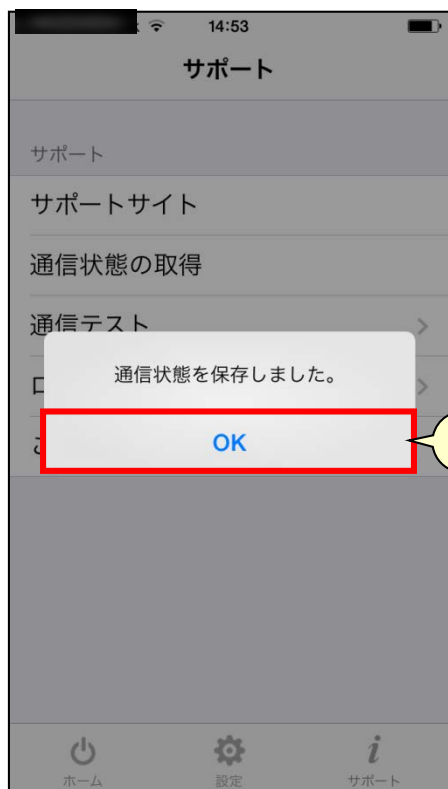 14:53
サポート
サポート
サポートサイト
通信状態の取得
通信テスト
通信状態を保存しました。
OK
ホーム
設定
サポート